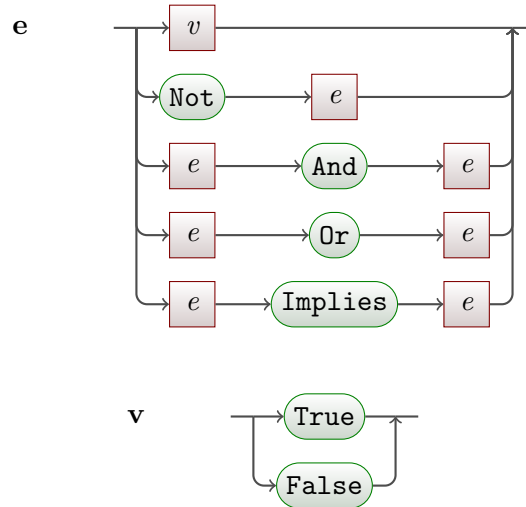 e v
Not e
e And e
e Or e
e Implies e
v True
False